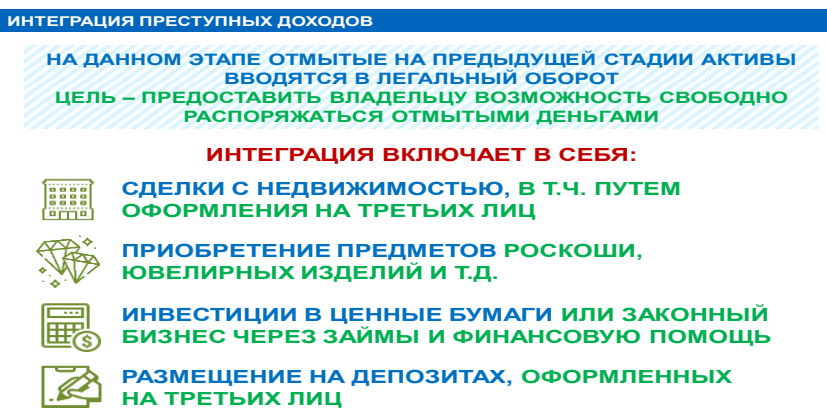 ИНТЕГРАЦИЯ ПРЕСТУПНЫХ ДОХОДОВ
НА ДАННОМ ЭТАПЕ ОТМЫТЫЕ НА ПРЕДЫДУЩЕЙ СТАДИИ АКТИВЫ
ВВОДЯТСЯ В ЛЕГАЛЬНЫЙ ОБОРОТ
ЦЕЛЬ – ПРЕДОСТАВИТЬ ВЛАДЕЛЬЦУ ВОЗМОЖНОСТЬ СВОБОДНО
РАСПОРЯЖАТЬСЯ ОТМЫТЫМИ ДЕНЬГАМИ
ИНТЕГРАЦИЯ ВКЛЮЧАЕТ В СЕБЯ:
СДЕЛКИ С НЕДВИЖИМОСТЬЮ, В Т.Ч. ПУТЕМ
ОФОРМЛЕНИЯ НА ТРЕТЬИХ ЛИЦ
ПРИОБРЕТЕНИЕ ПРЕДМЕТОВ РОСКОШИ,
ЮВЕЛИРНЫХ ИЗДЕЛИЙ И Т.Д.
ИНВЕСТИЦИИ В ЦЕННЫЕ БУМАГИ ИЛИ ЗАКОННЫЙ
БИЗНЕС ЧЕРЕЗ ЗАЙМЫ И ФИНАНСОВУЮ ПОМОЩЬ
$
РАЗМЕЩЕНИЕ НА ДЕПОЗИТАХ, ОФОРМЛЕННЫХ
НА ТРЕТЬИХ ЛИЦ